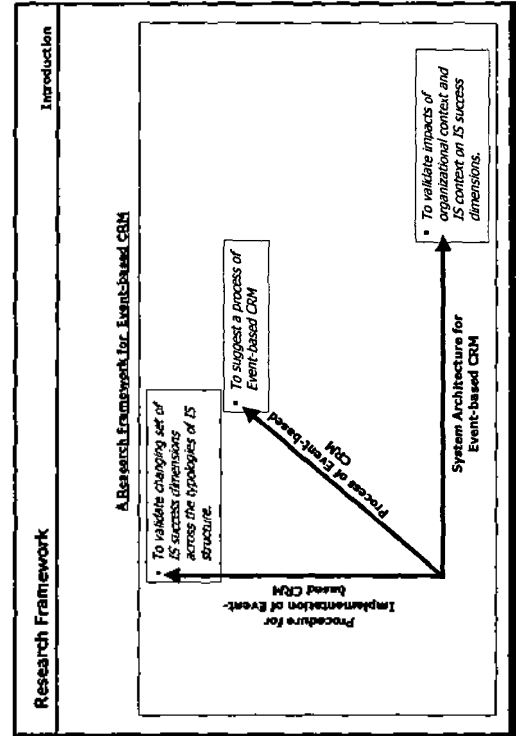 Research Framework
Introduction
A Research Framework for Event-based CRM
▪ To validate changing set of
IS success dimensions
across the typologies of IS
structure.
▪ To suggest a process of
Event-based CRM
Procedure for
Implementation of Event-
based CRM
Process of Event-based
CRM
▪ To validate impacts of
organizational context and
IS context on IS success
dimensions.
System Architecture for
Event-based CRM